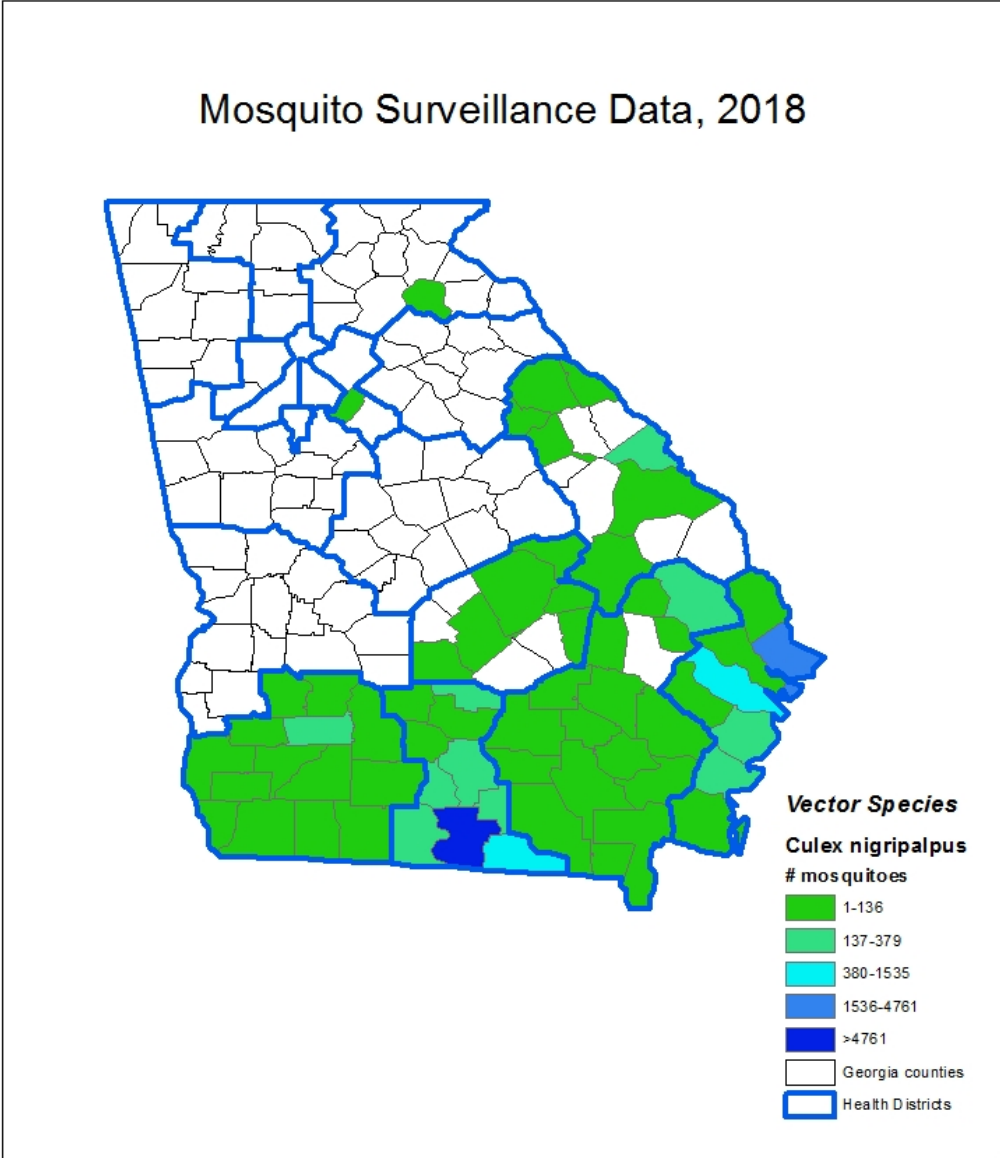 Mosquito Surveillance Data, 2018
Vector Species
Culex nigripalpus
# mosquitoes
1-136
137-379
380-1535
1536-4761
>4761
Georgia counties
Health Districts